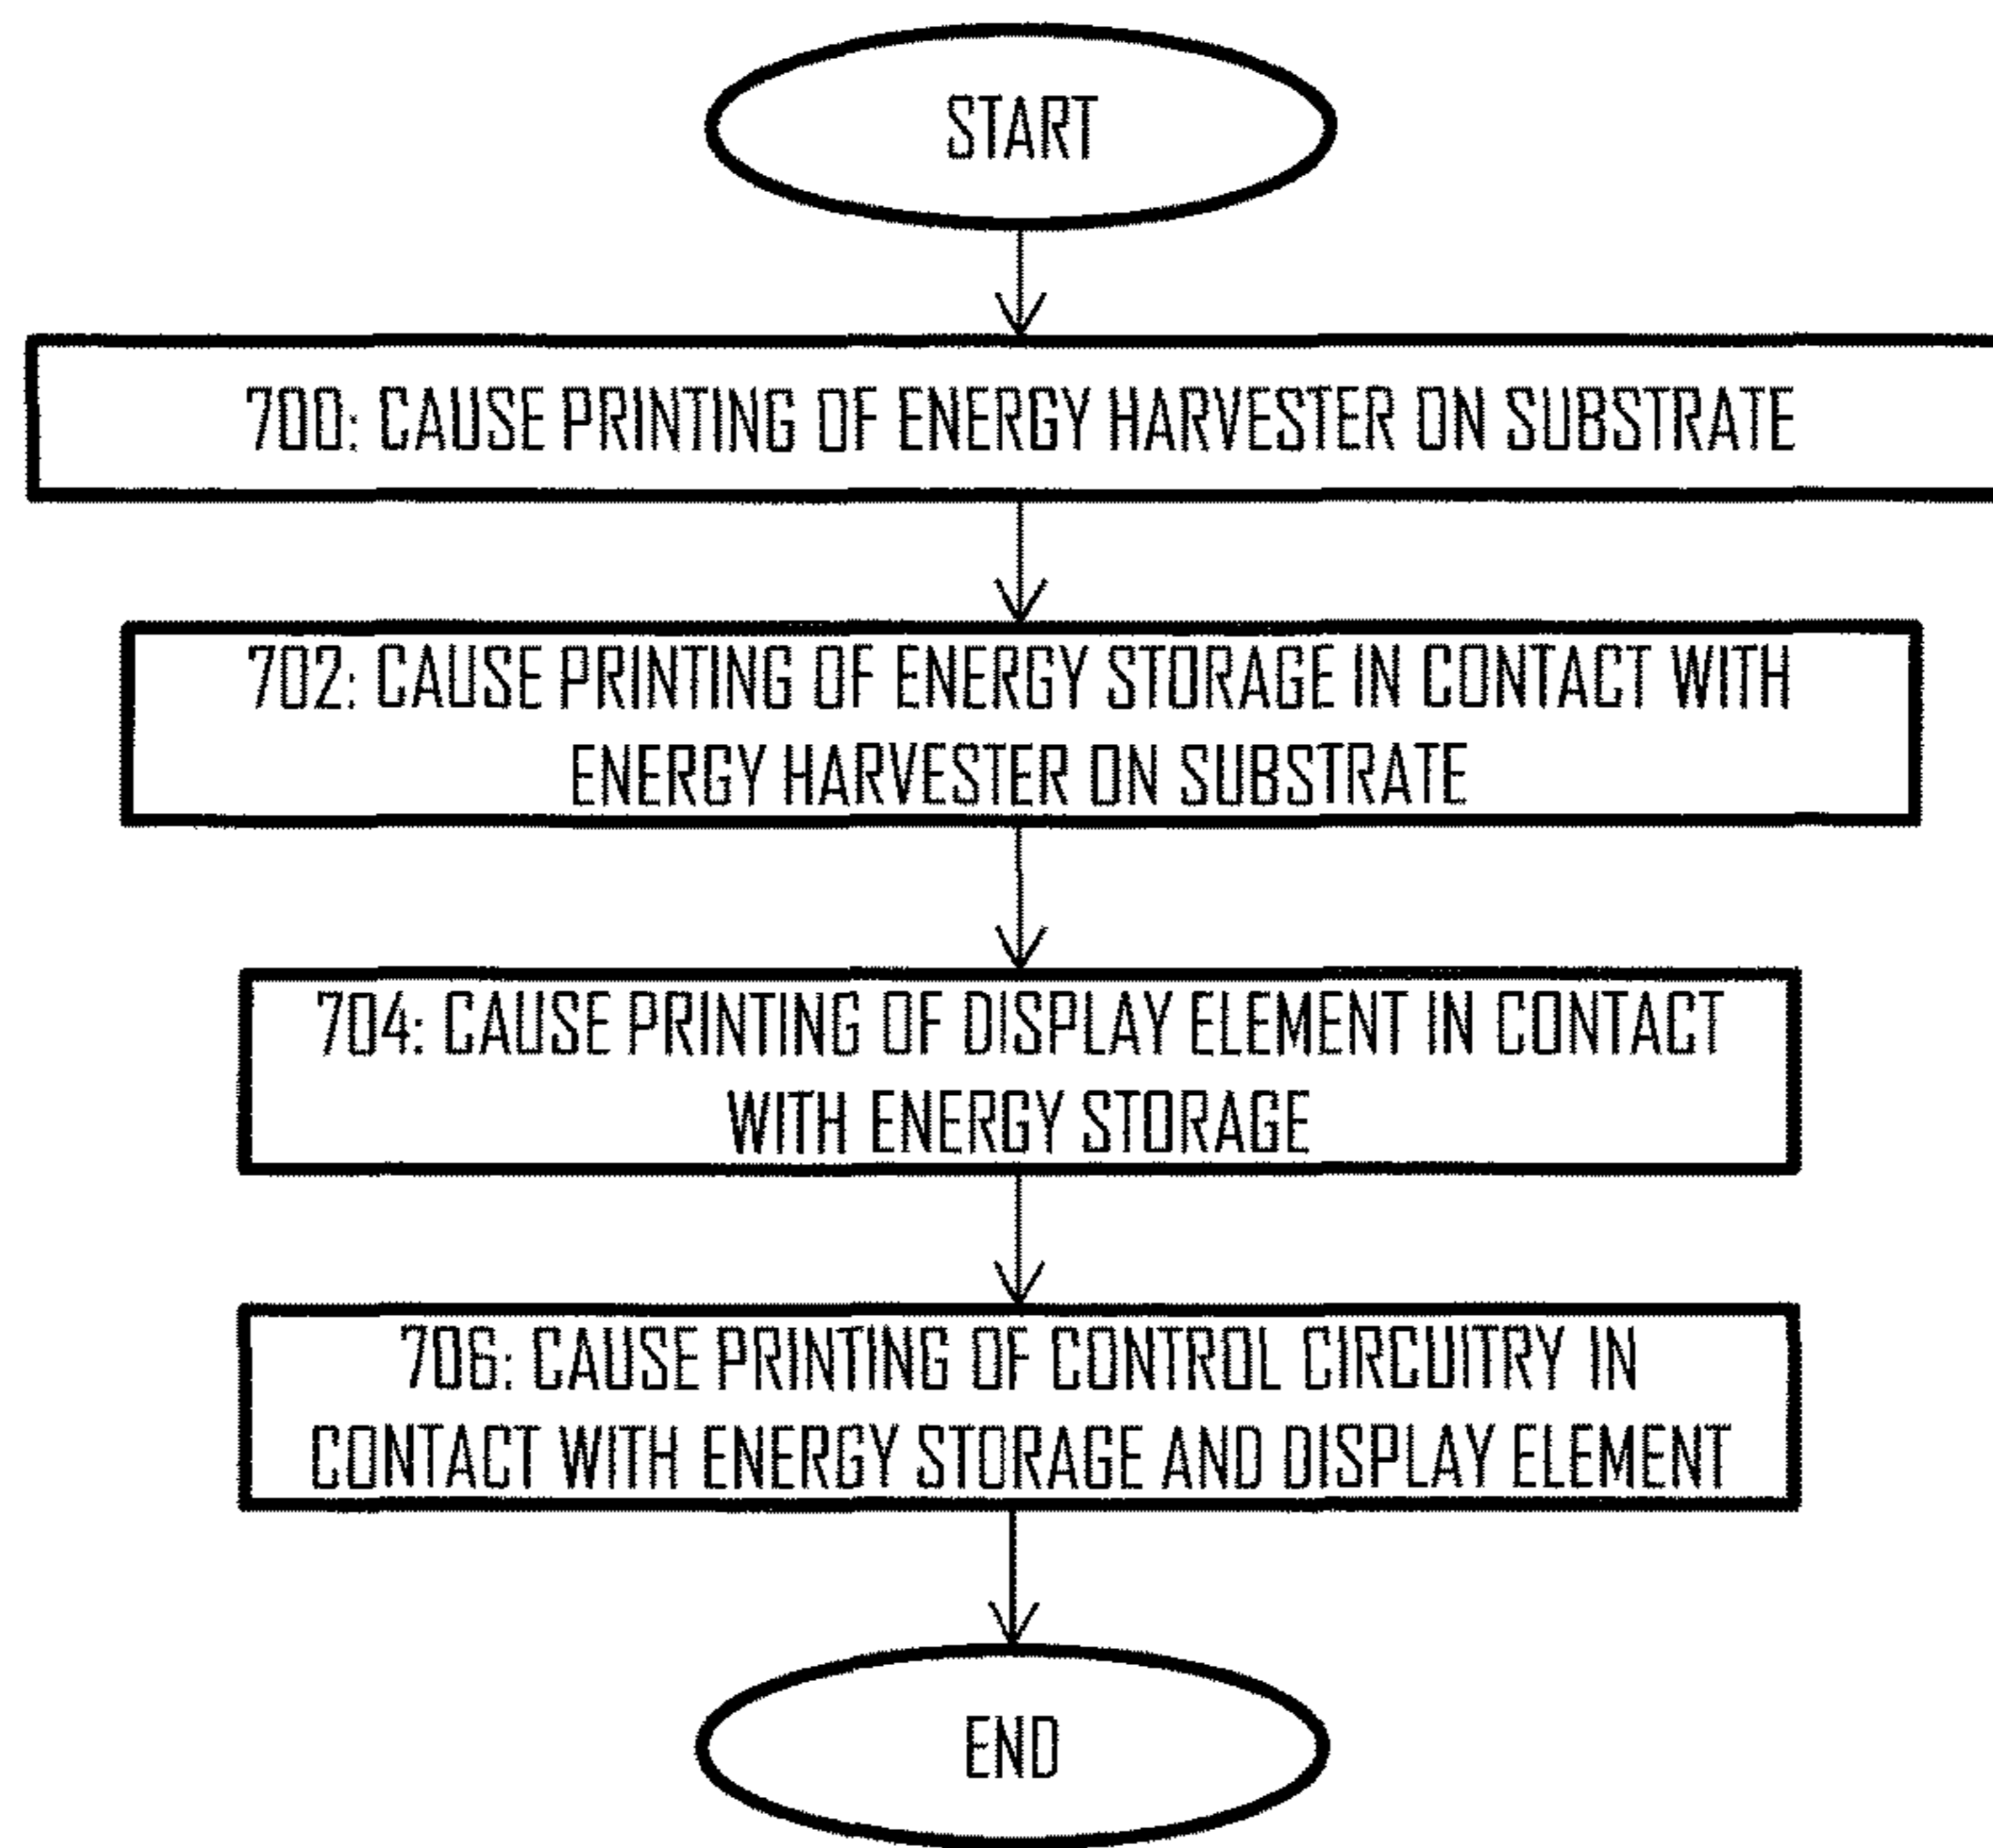 START
700: CAUSE PRINTING OF ENERGY HARVESTER ON SUBSTRATE
702: CAUSE PRINTING OF ENERGY STORAGE IN CONTACT WITH
ENERGY HARVESTER ON SUBSTRATE
704: CAUSE PRINTING OF DISPLAY ELEMENT IN CONTACT
WITH ENERGY STORAGE
706: CAUSE PRINTING OF CONTROL CIRCUITRY IN
CONTACT WITH ENERGY STORAGE AND DISPLAY ELEMENT
END